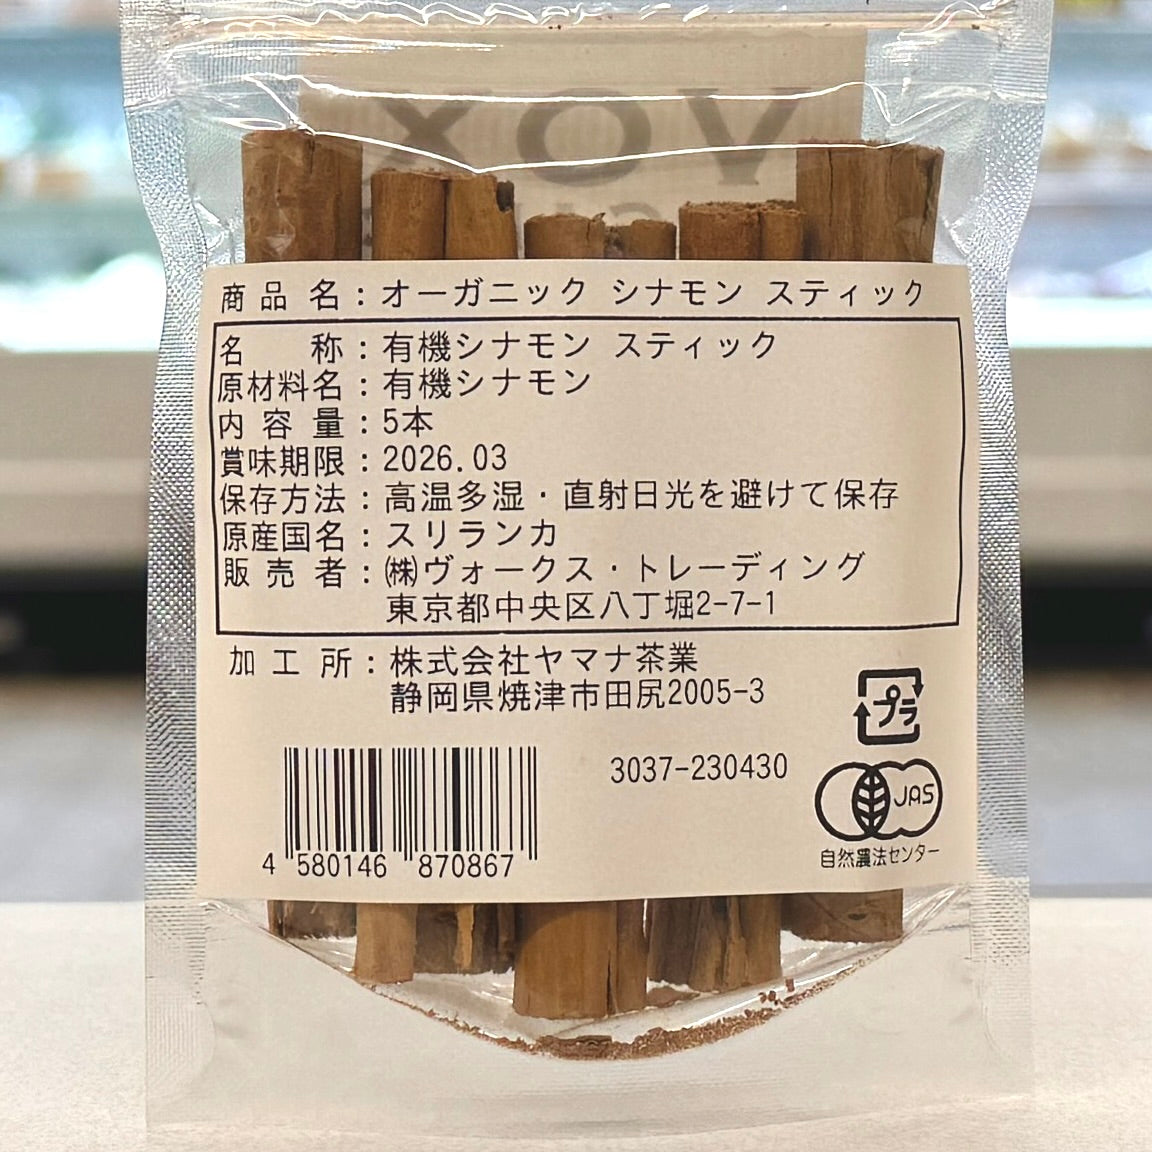 VOX
商品名：オーガニック シナモン スティック
名　　称：有機シナモン スティック
原材料名：有機シナモン
内容量：5本
賞味期限：2026.03
保存方法：高温多湿・直射日光を避けて保存
原産国名：スリランカ
販売者：㈱ヴォークス・トレーディング
東京都中央区八丁堀2-7-1
加工所：株式会社ヤマナ茶業
静岡県焼津市田尻2005-3
プラ
3037-230430
JAS
自然農法センター
4 580146 870867